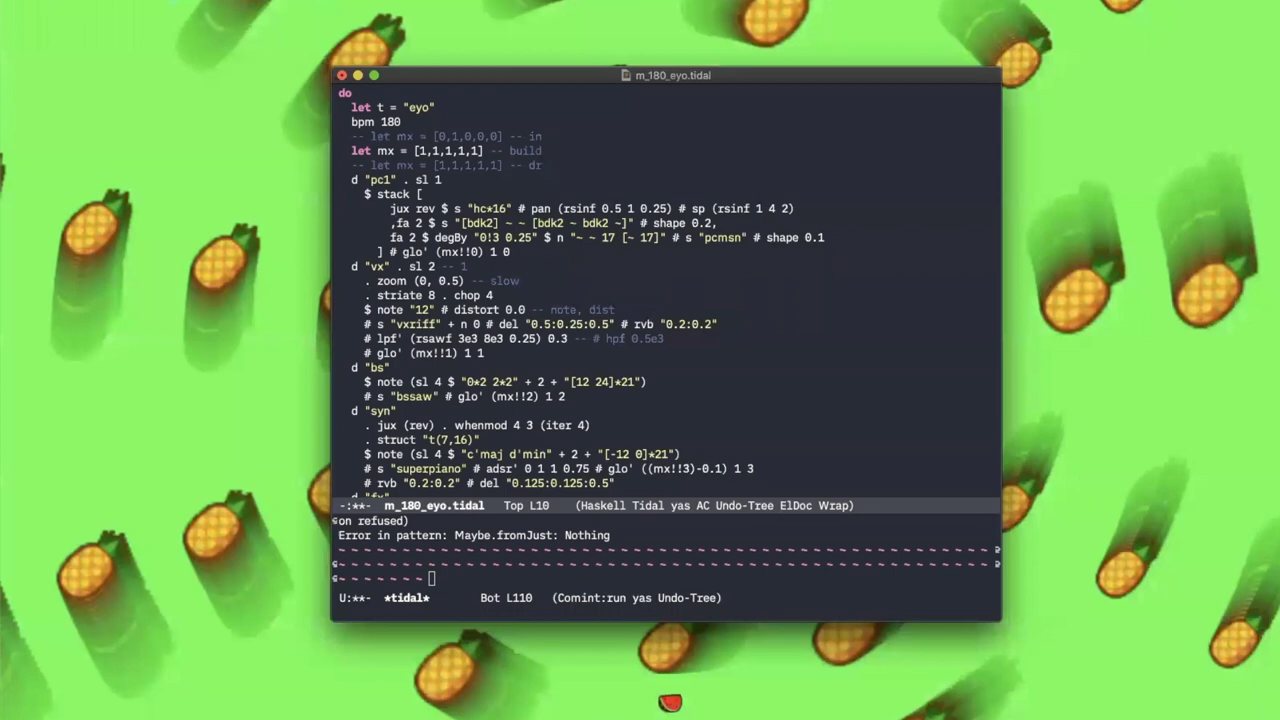 m_180_eyo.tidal
do
let t = "eyo"
bpm 180
-- let mx = [0,1,0,0,0] -- in
let mx = [1,1,1,1,1] -- build
-- let mx = [1,1,1,1,1] -- dr
d "pc1" . sl 1
$ stack [
jux rev $ s "hc*16" # pan (rsinf 0.5 1 0.25) # sp (rsinf 1 4 2)
,fa 2 $ s "[bdk2] ~ ~ [bdk2 ~ bdk2 ~]" # shape 0.2,
fa 2 $ degBy "0!3 0.25" $ n "~ ~ 17 [~ 17]" # s "pcmsn" # shape 0.1
] # glo' (mx!!0) 1 0
d "vx" . sl 2 -- 1
. zoom (0, 0.5) -- slow
. striate 8 . chop 4
$ note "12" # distort 0.0 -- note, dist
# s "vxriff" + n 0 # del "0.5:0.25:0.5" # rvb "0.2:0.2"
# lpf' (rsawf 3e3 8e3 0.25) 0.3 -- # hpf 0.5e3
# glo' (mx!!1) 1 1
d "bs"
$ note (sl 4 $ "0*2 2*2" + 2 + "[12 24]*21")
# s "bssaw" # glo' (mx!!2) 1 2
d "syn"
. jux (rev) . whenmod 4 3 (iter 4)
. struct "t(7,16)"
$ note (sl 4 $ "c'maj d'min" + 2 + "[-12 0]*21")
# s "superpiano" # adsr' 0 1 1 0.75 # glo' ((mx!!3)-0.1) 1 3
# rvb "0.2:0.2" # del "0.125:0.125:0.5"
d "fx"
-:**- m_180_eyo.tidal Top L10 (Haskell Tidal yas AC Undo-Tree ElDoc Wrap)
on refused)
Error in pattern: Maybe.fromJust: Nothing
~ ~ ~ ~ ~ ~ ~ ~ ~ ~ ~ ~ ~ ~ ~ ~ ~ ~ ~ ~ ~ ~ ~ ~ ~ ~ ~ ~ ~ ~ ~ ~ ~ ~ ~ ~ ~ ~ ~ ~ ~ ~ ~ ~ ~ ~ ~ ~ ~ ~
~ ~ ~ ~ ~ ~ ~ ~ ~ ~ ~ ~ ~ ~ ~ ~ ~ ~ ~ ~ ~ ~ ~ ~ ~ ~ ~ ~ ~ ~ ~ ~ ~ ~ ~ ~ ~ ~ ~ ~ ~ ~ ~ ~ ~ ~ ~ ~ ~ ~
~ ~ ~ ~ ~ ~ ~
U:**- *tidal* Bot L110 (Comint:run yas Undo-Tree)